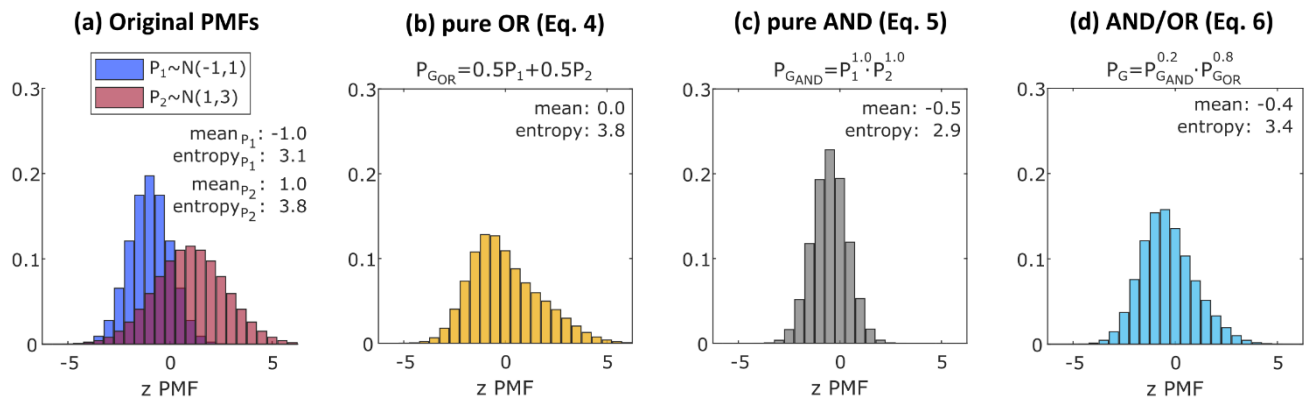 (a) Original PMFs
P₁~N(-1,1)
P₂~N(1,3)
mean_P₁: -1.0
entropy_P₁: 3.1
mean_P₂: 1.0
entropy_P₂: 3.8
0.3
0.2
0.1
0
-5 0 5
z PMF
(b) pure OR (Eq. 4)
P_G_OR=0.5P₁+0.5P₂
mean: 0.0
entropy: 3.8
0.3
0.2
0.1
0
-5 0 5
z PMF
(c) pure AND (Eq. 5)
P_G_AND=P₁^1.0·P₂^1.0
mean: -0.5
entropy: 2.9
0.3
0.2
0.1
0
-5 0 5
z PMF
(d) AND/OR (Eq. 6)
P_G=P_G_AND^0.2·P_G_OR^0.8
mean: -0.4
entropy: 3.4
0.3
0.2
0.1
0
-5 0 5
z PMF